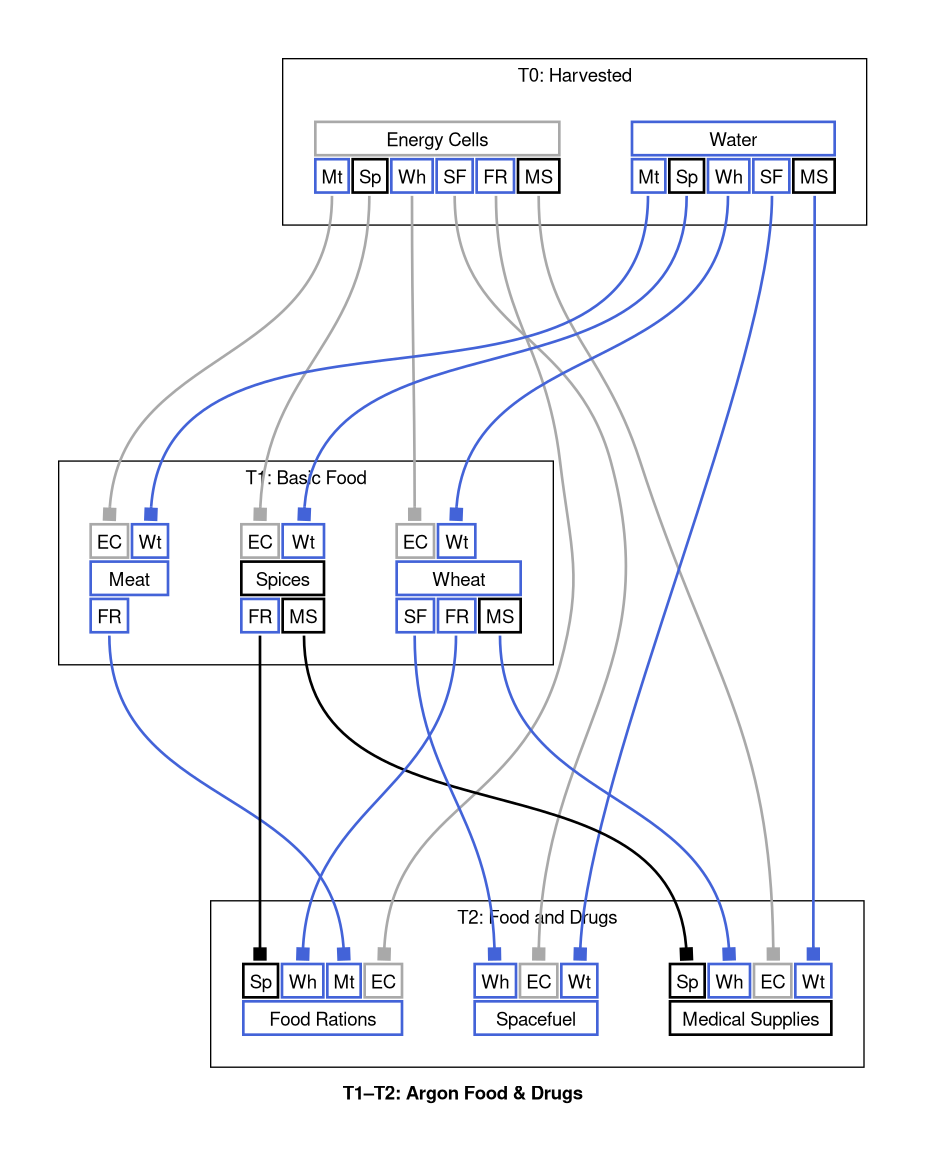 T0: Harvested
Energy Cells Water
Mt Sp Wh SF FR MS Mt Sp Wh SF MS
T1: Basic Food
EC Wt EC Wt EC Wt
Meat Spices Wheat
FR FR MS SF FR MS
T2: Food and Drugs
Sp Wh Mt EC Wh EC Wt Sp Wh EC Wt
Food Rations Spacefuel Medical Supplies
T1–T2: Argon Food & Drugs